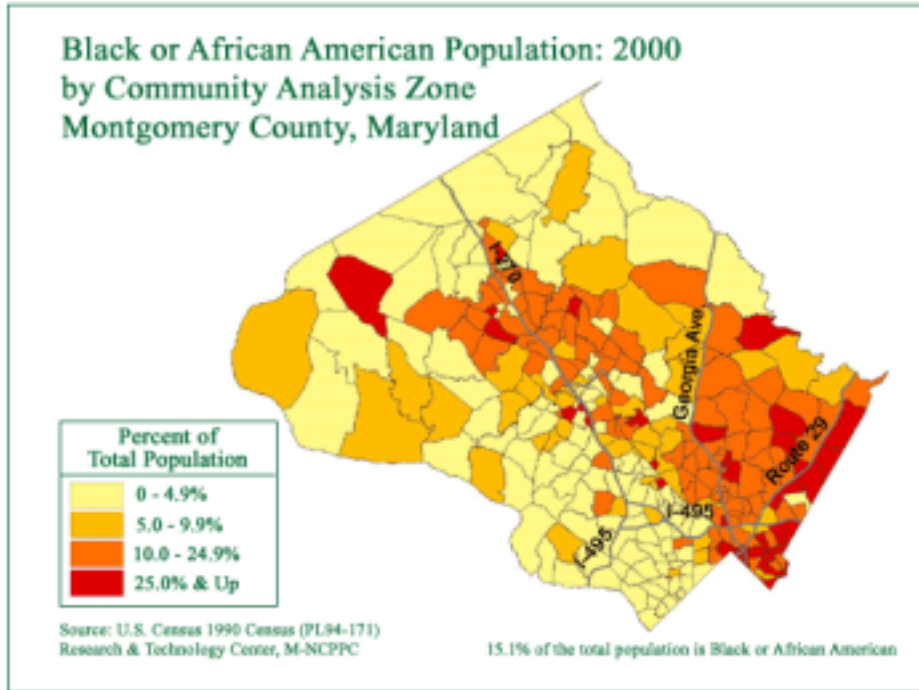 Black or African American Population: 2000
by Community Analysis Zone
Montgomery County, Maryland
I-270
Georgia Ave.
Route 29
I-495
I-495
Percent of
Total Population
0 - 4.9%
5.0 - 9.9%
10.0 - 24.9%
25.0% & Up
Source: U.S. Census 1990 Census (PL94-171)
Research & Technology Center, M-NCPPC
15.1% of the total population is Black or African American